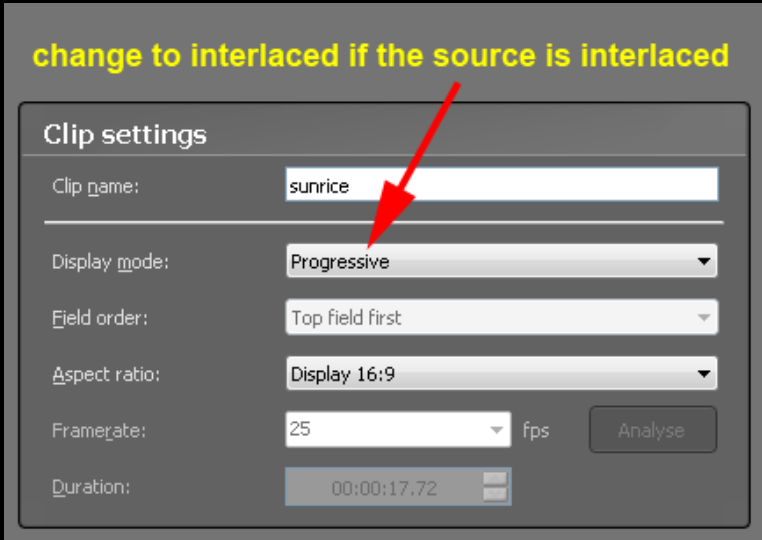 change to interlaced if the source is interlaced
Clip settings
Clip name: sunrice
Display mode: Progressive
Field order: Top field first
Aspect ratio: Display 16:9
Framerate: 25 fps Analyse
Duration: 00:00:17.72